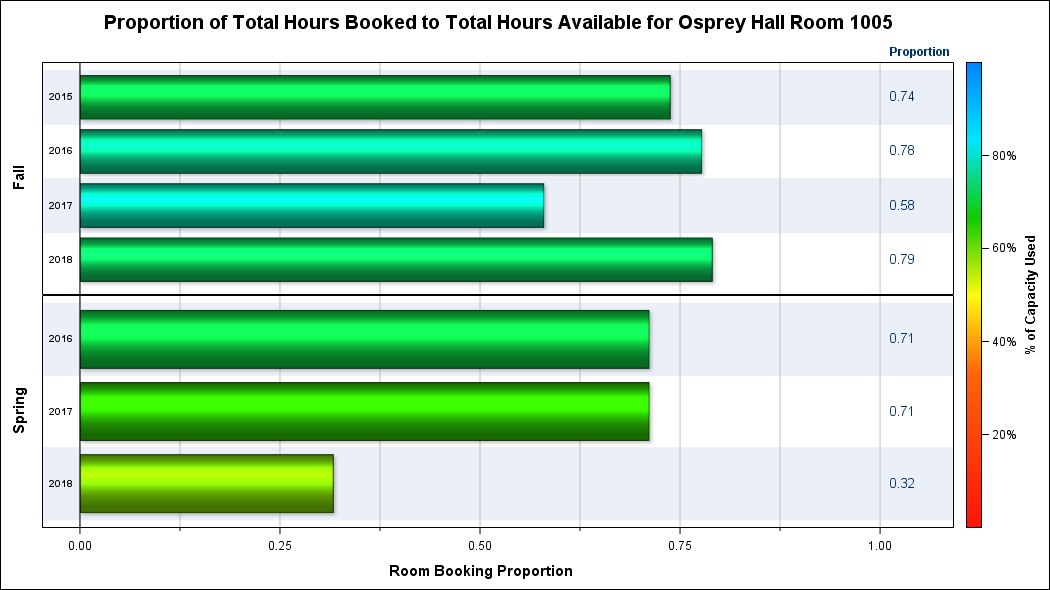 Proportion of Total Hours Booked to Total Hours Available for Osprey Hall Room 1005
Proportion
Fall
2015 0.74
2016 0.78
2017 0.58
2018 0.79
Spring
2016 0.71
2017 0.71
2018 0.32
0.00 0.25 0.50 0.75 1.00
Room Booking Proportion
80%
60%
40%
20%
% of Capacity Used